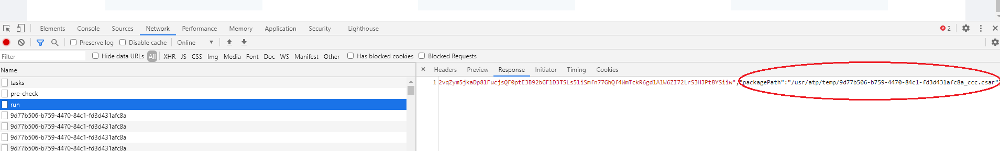 Elements Console Sources Network Performance Memory Application Security Lighthouse 2
Preserve log Disable cache Online
Filter Hide data URLs All XHR JS CSS Img Media Font Doc WS Manifest Other Has blocked cookies Blocked Requests
Name
Headers Preview Response Initiator Timing Cookies
tasks
pre-check
run
9d77b506-b759-4470-84c1-fd3d431afc8a
9d77b506-b759-4470-84c1-fd3d431afc8a
9d77b506-b759-4470-84c1-fd3d431afc8a
9d77b506-b759-4470-84c1-fd3d431afc8a
1 2vqZym5jkaDp8lFucjsQF0ptE3B92bGFlD3TSLs5liSmfn77GhQf4WmTckR6gdlAlW6ZI72LrS3HJPt8YSiiw","packagePath":"/usr/atp/temp/9d77b506-b759-4470-84c1-fd3d431afc8a_ccc.csar"